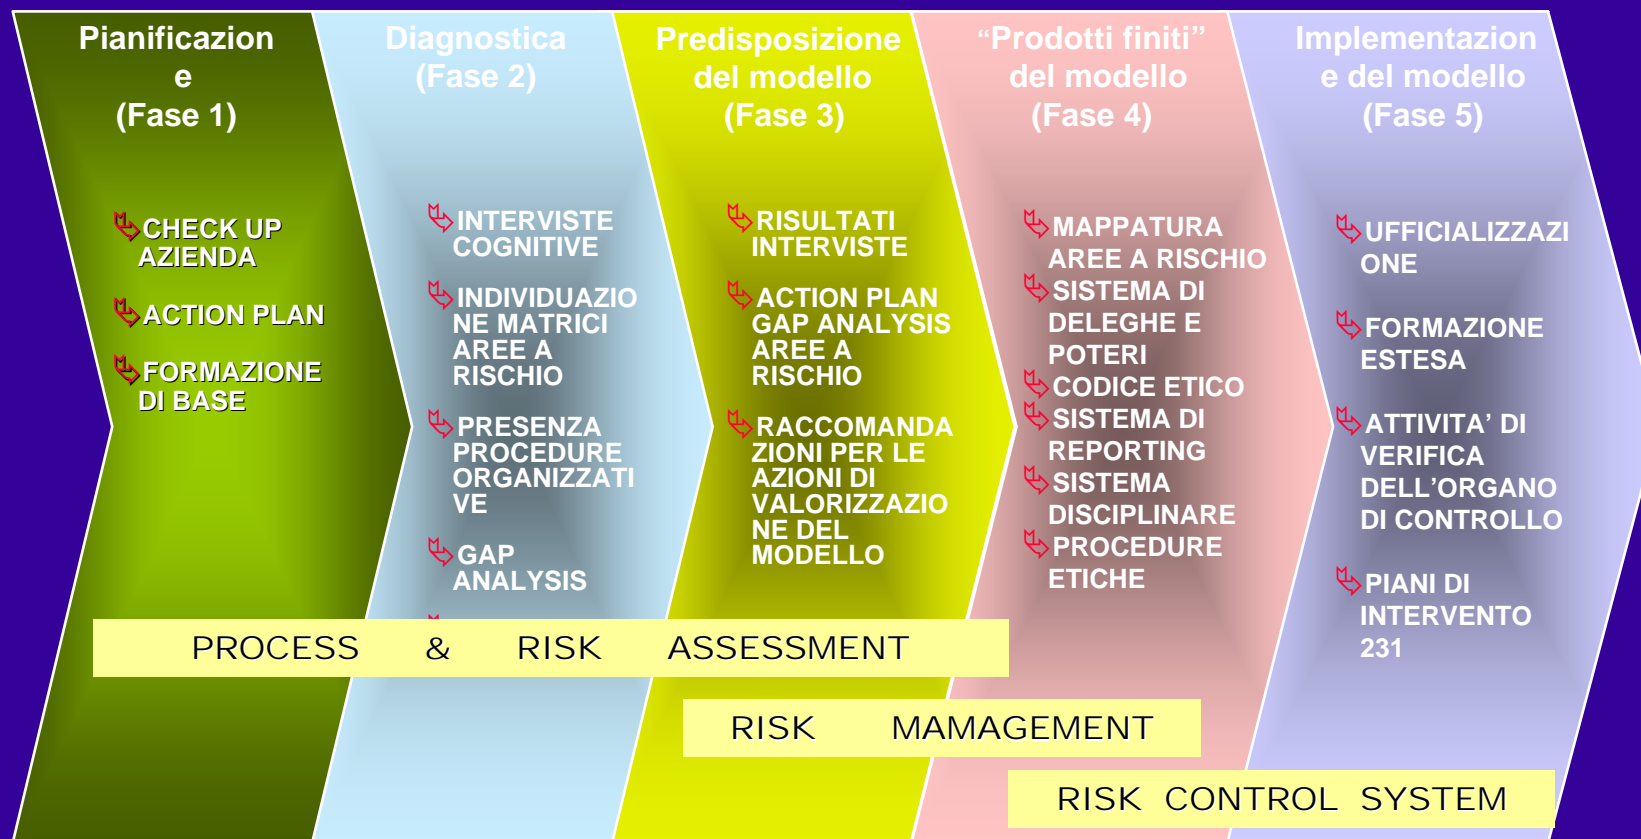 Pianificazion
e
(Fase 1)
CHECK UP
AZIENDA
ACTION PLAN
FORMAZIONE
DI BASE
Diagnostica
(Fase 2)
INTERVISTE
COGNITIVE
INDIVIDUAZIO
NE MATRICI
AREE A
RISCHIO
PRESENZA
PROCEDURE
ORGANIZZATI
VE
GAP
ANALYSIS
Predisposizione
del modello
(Fase 3)
RISULTATI
INTERVISTE
ACTION PLAN
GAP ANALYSIS
AREE A
RISCHIO
RACCOMANDA
ZIONI PER LE
AZIONI DI
VALORIZZAZIO
NE DEL
MODELLO
“Prodotti finiti”
del modello
(Fase 4)
MAPPATURA
AREE A RISCHIO
SISTEMA DI
DELEGHE E
POTERI
CODICE ETICO
SISTEMA DI
REPORTING
SISTEMA
DISCIPLINARE
PROCEDURE
ETICHE
Implementazion
e del modello
(Fase 5)
UFFICIALIZZAZI
ONE
FORMAZIONE
ESTESA
ATTIVITA’ DI
VERIFICA
DELL’ORGANO
DI CONTROLLO
PIANI DI
INTERVENTO
231
PROCESS & RISK ASSESSMENT
RISK MAMAGEMENT
RISK CONTROL SYSTEM